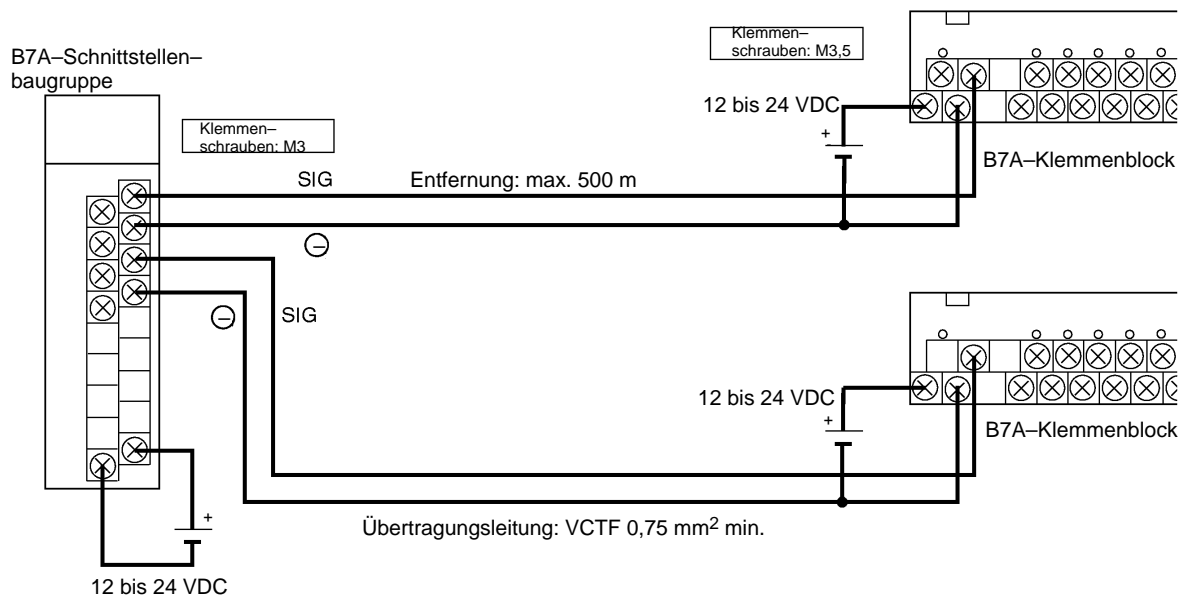 B7A–Schnittstellen–
baugruppe
Klemmen–
schrauben: M3
Klemmen–
schrauben: M3,5
12 bis 24 VDC
+
B7A–Klemmenblock
SIG
Entfernung: max. 500 m
–
–
SIG
12 bis 24 VDC
+
B7A–Klemmenblock
+
Übertragungsleitung: VCTF 0,75 mm² min.
12 bis 24 VDC